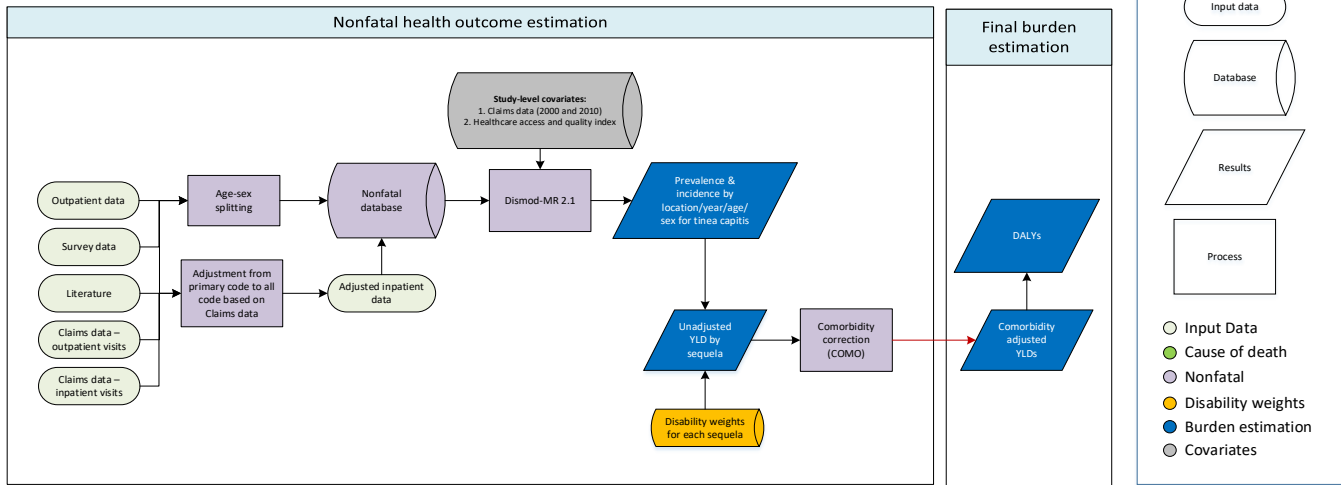 Nonfatal health outcome estimation
Final burden
estimation
Input data
Database
Results
Process
Study-level covariates:
1. Claims data (2000 and 2010)
2. Healthcare access and quality index
Outpatient data
Survey data
Literature
Claims data –
outpatient visits
Claims data –
inpatient visits
Age-sex
splitting
Adjustment from
primary code to all
code based on
Claims data
Nonfatal
database
Adjusted inpatient
data
Dismod-MR 2.1
Prevalence &
incidence by
location/year/age/
sex for tinea capitis
Unadjusted
YLD by
sequela
Disability weights
for each sequela
Comorbidity
correction
(COMO)
DALYs
Comorbidity
adjusted
YLDs
Input Data
Cause of death
Nonfatal
Disability weights
Burden estimation
Covariates